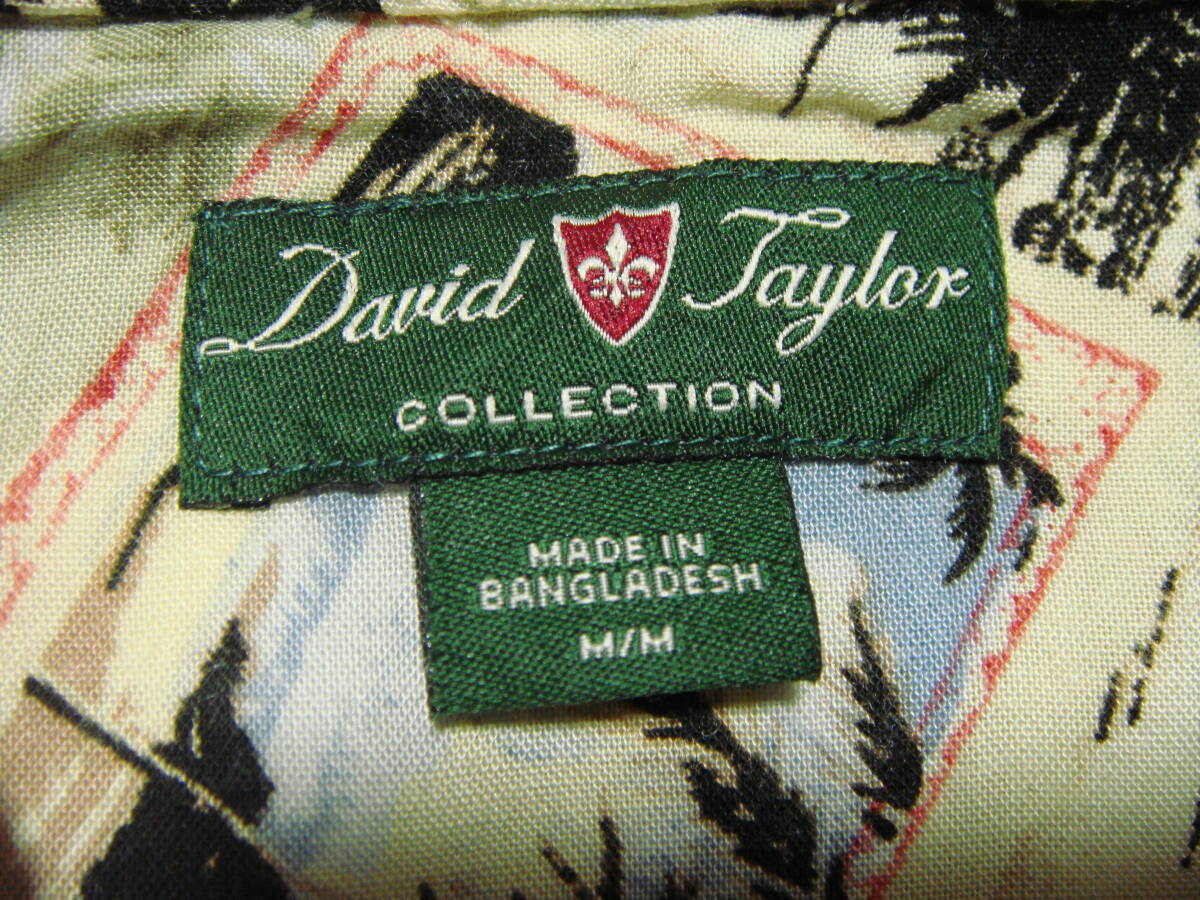 David Taylor
COLLECTION
MADE IN
BANGLADESH
M/M